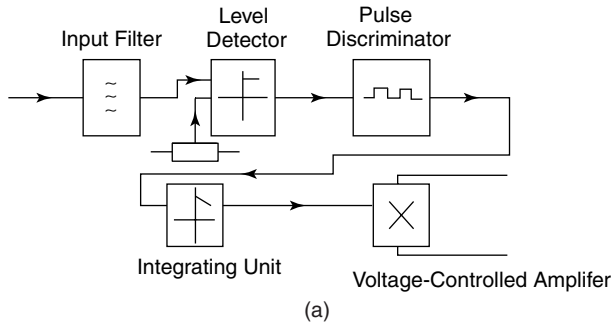 Input Filter
Level
Detector
Pulse
Discriminator
Integrating Unit
Voltage-Controlled Amplifer
(a)